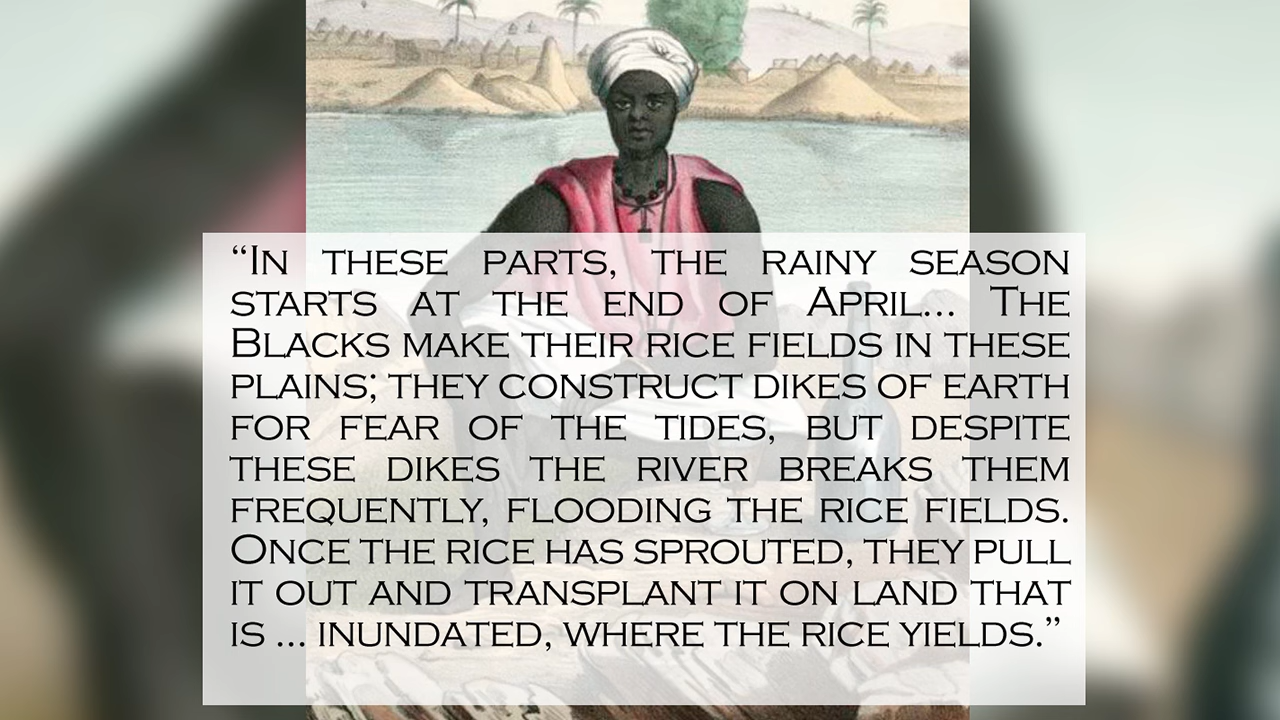 “In these parts, the rainy season
starts at the end of April... The
Blacks make their rice fields in these
plains; they construct dikes of earth
for fear of the tides, but despite
these dikes the river breaks them
frequently, flooding the rice fields.
Once the rice has sprouted, they pull
it out and transplant it on land that
is ... inundated, where the rice yields.”